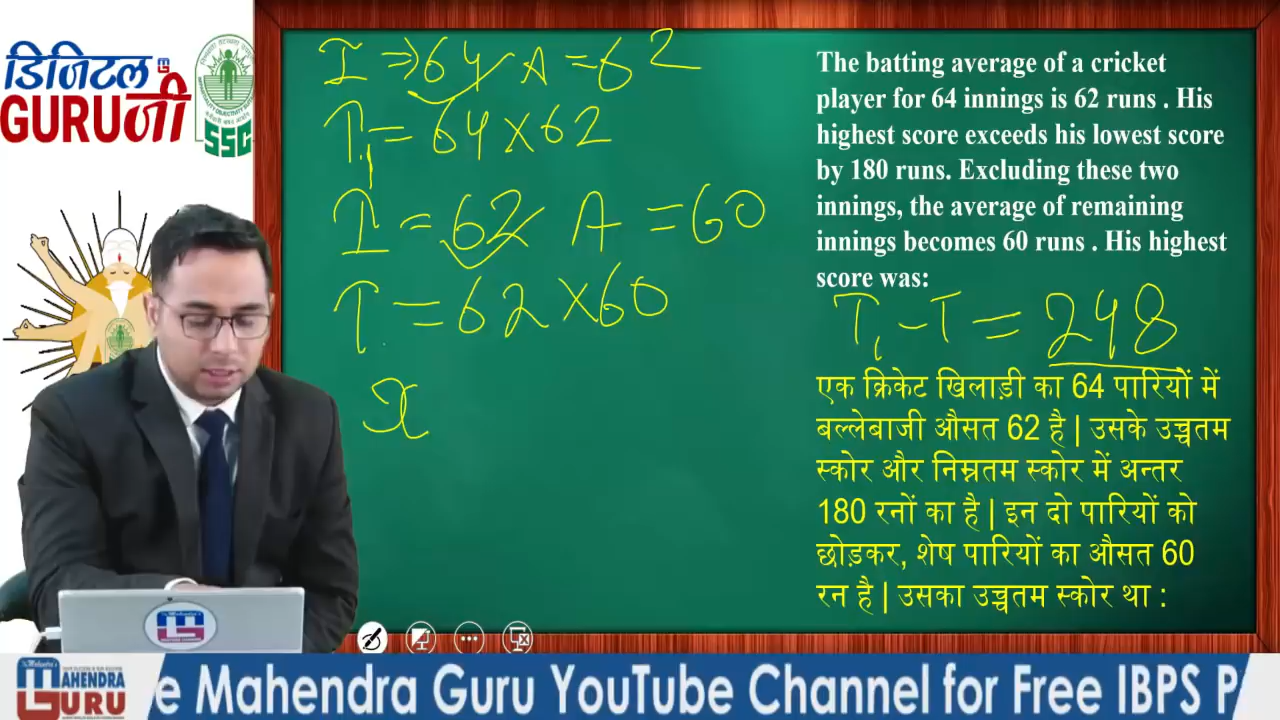 डिजिटल
GURUजी
SSC
I ⇒ 64 A = 62
T₁ = 64 × 62
I = 62 A = 60
T = 62 × 60
x
The batting average of a cricket
player for 64 innings is 62 runs . His
highest score exceeds his lowest score
by 180 runs. Excluding these two
innings, the average of remaining
innings becomes 60 runs . His highest
score was:
T₁ - T = 248
एक क्रिकेट खिलाड़ी का 64 पारियों में
बल्लेबाजी औसत 62 है | उसके उच्चतम
स्कोर और निम्नतम स्कोर में अन्तर
180 रनों का है | इन दो पारियों को
छोड़कर, शेष पारियों का औसत 60
रन है | उसका उच्चतम स्कोर था :
MAHENDRA
GURU
e Mahendra Guru YouTube Channel for Free IBPS P